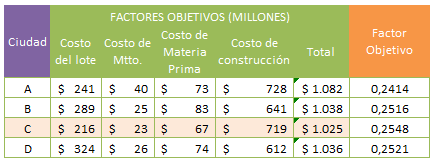 FACTORES OBJETIVOS (MILLONES)
Ciudad Costo del lote Costo de Mtto. Costo de Materia Prima Costo de construcción Total Factor Objetivo
A $ 241 $ 40 $ 73 $ 728 $ 1.082 0,2414
B $ 289 $ 25 $ 83 $ 641 $ 1.038 0,2516
C $ 216 $ 23 $ 67 $ 719 $ 1.025 0,2548
D $ 324 $ 26 $ 74 $ 612 $ 1.036 0,2521